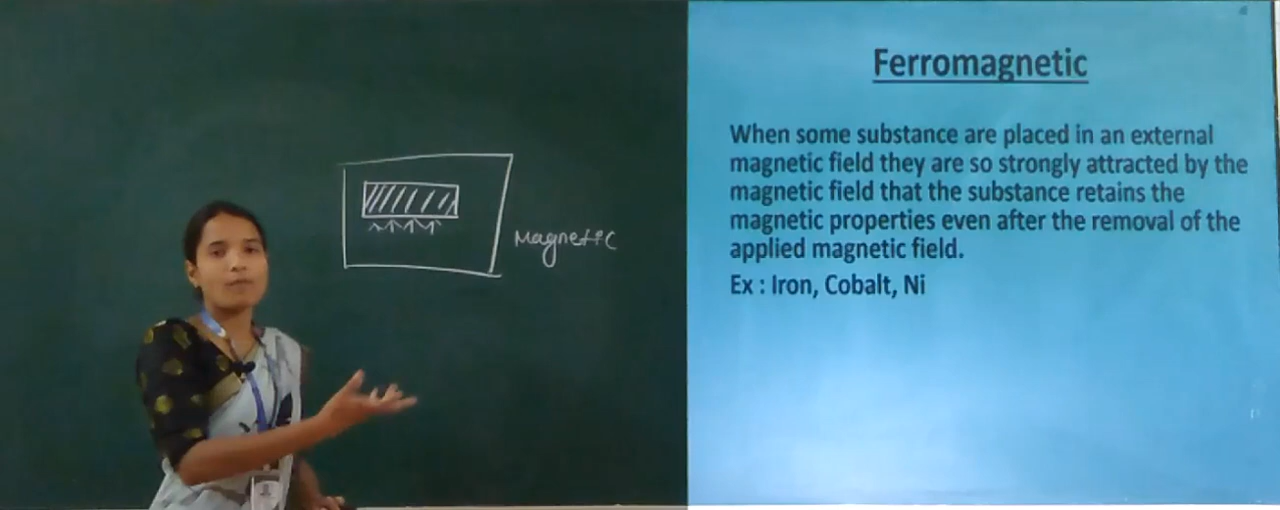 Magnetic
Ferromagnetic
When some substance are placed in an external
magnetic field they are so strongly attracted by the
magnetic field that the substance retains the
magnetic properties even after the removal of the
applied magnetic field.
Ex : Iron, Cobalt, Ni